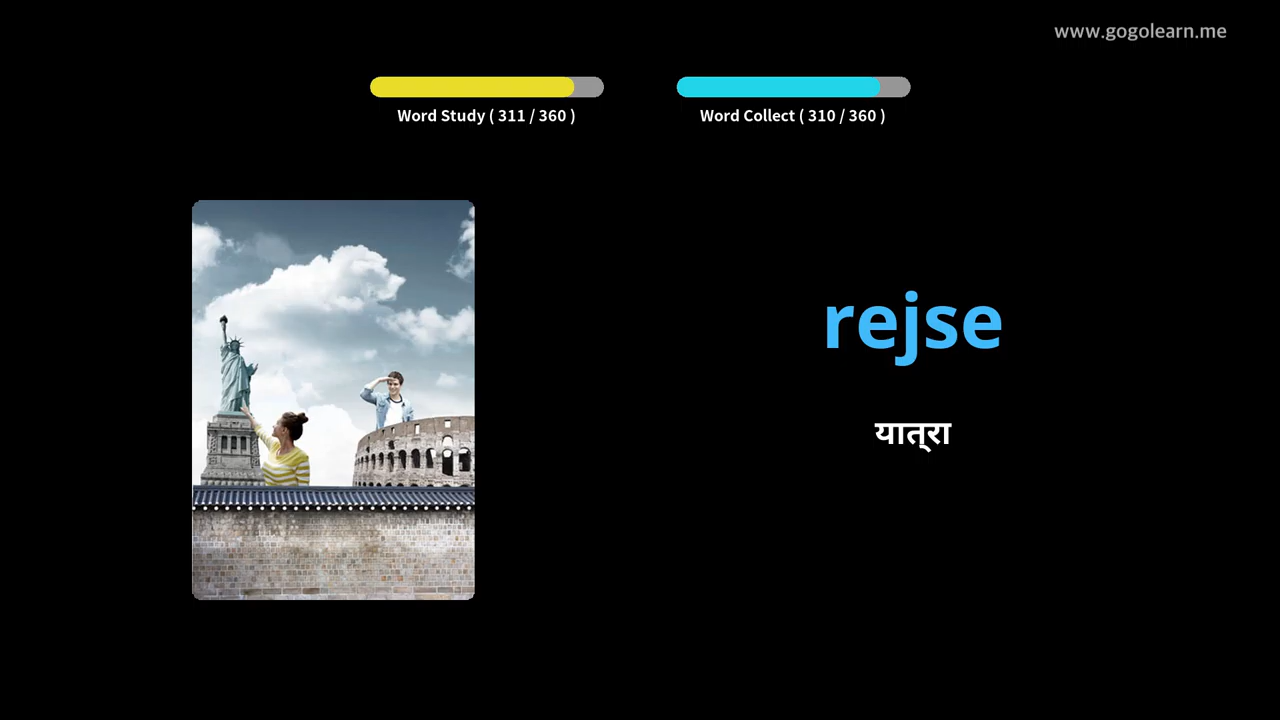 www.gogolearn.me
Word Study ( 311 / 360 )
Word Collect ( 310 / 360 )
rejse
यात्रा